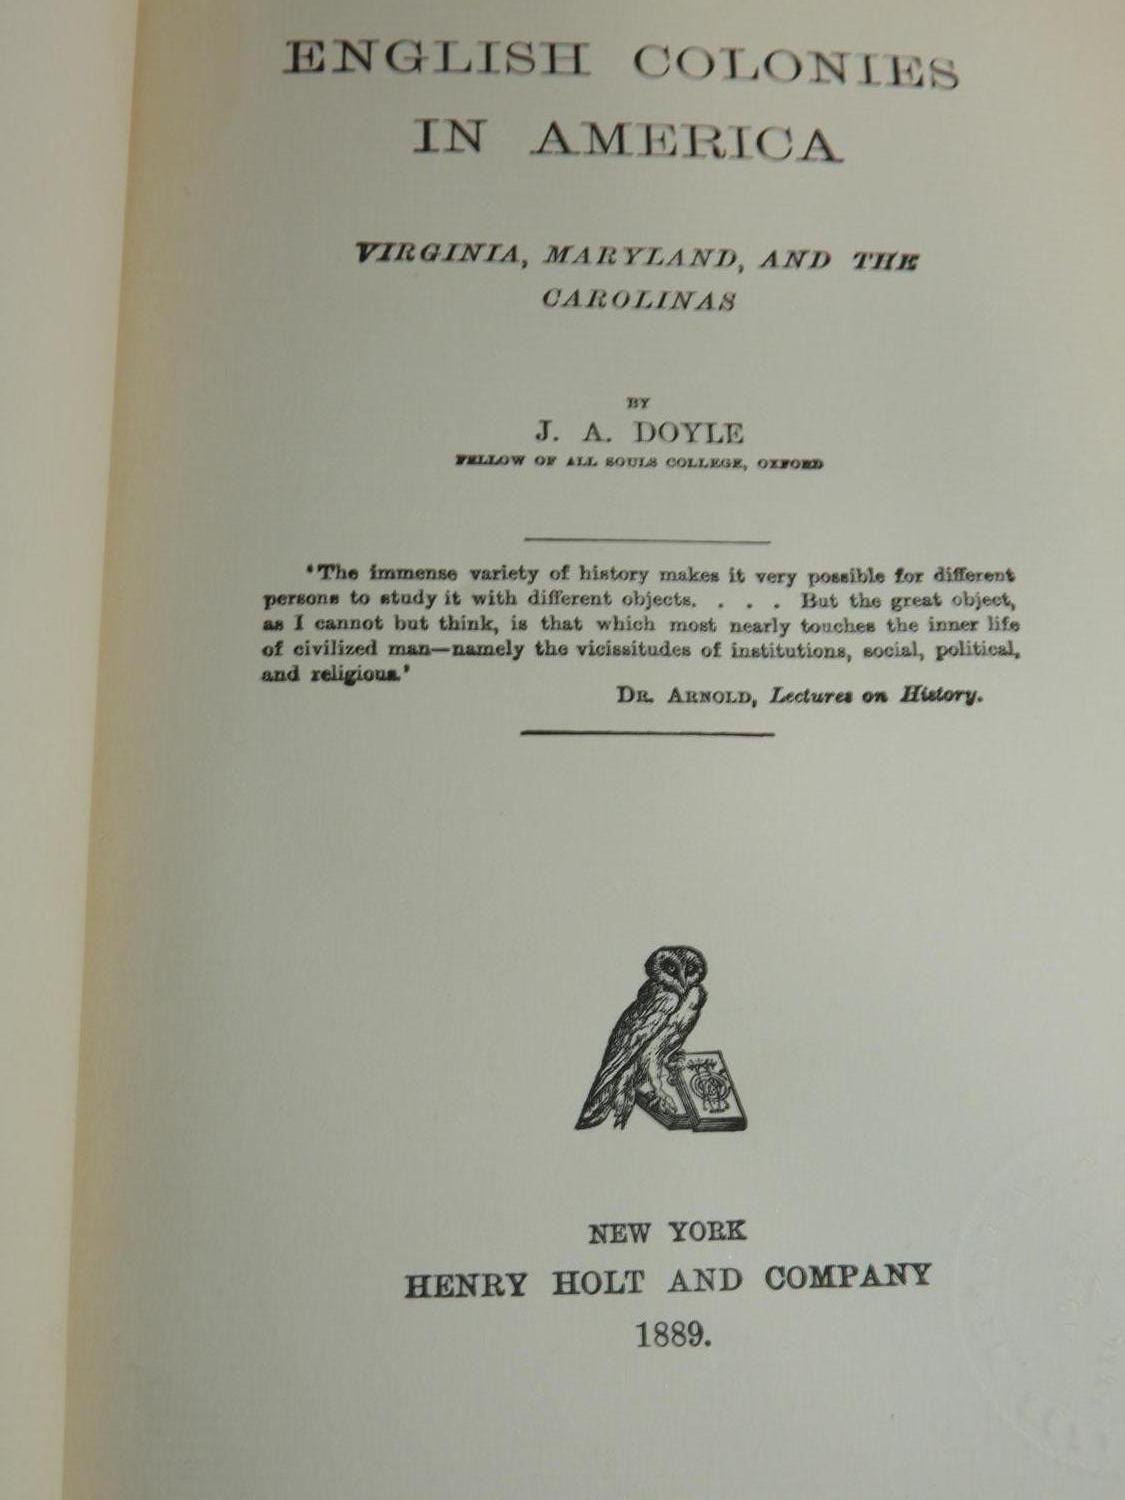 ENGLISH COLONIES
IN AMERICA
VIRGINIA, MARYLAND, AND THE
CAROLINAS
BY
J. A. DOYLE
FELLOW OF ALL SOULS COLLEGE, OXFORD
'The immense variety of history makes it very possible for different
persons to study it with different objects. . . . But the great object,
as I cannot but think, is that which most nearly touches the inner life
of civilized man—namely the vicissitudes of institutions, social, political,
and religious.'
DR. ARNOLD, Lectures on History.
NEW YORK
HENRY HOLT AND COMPANY
1889.